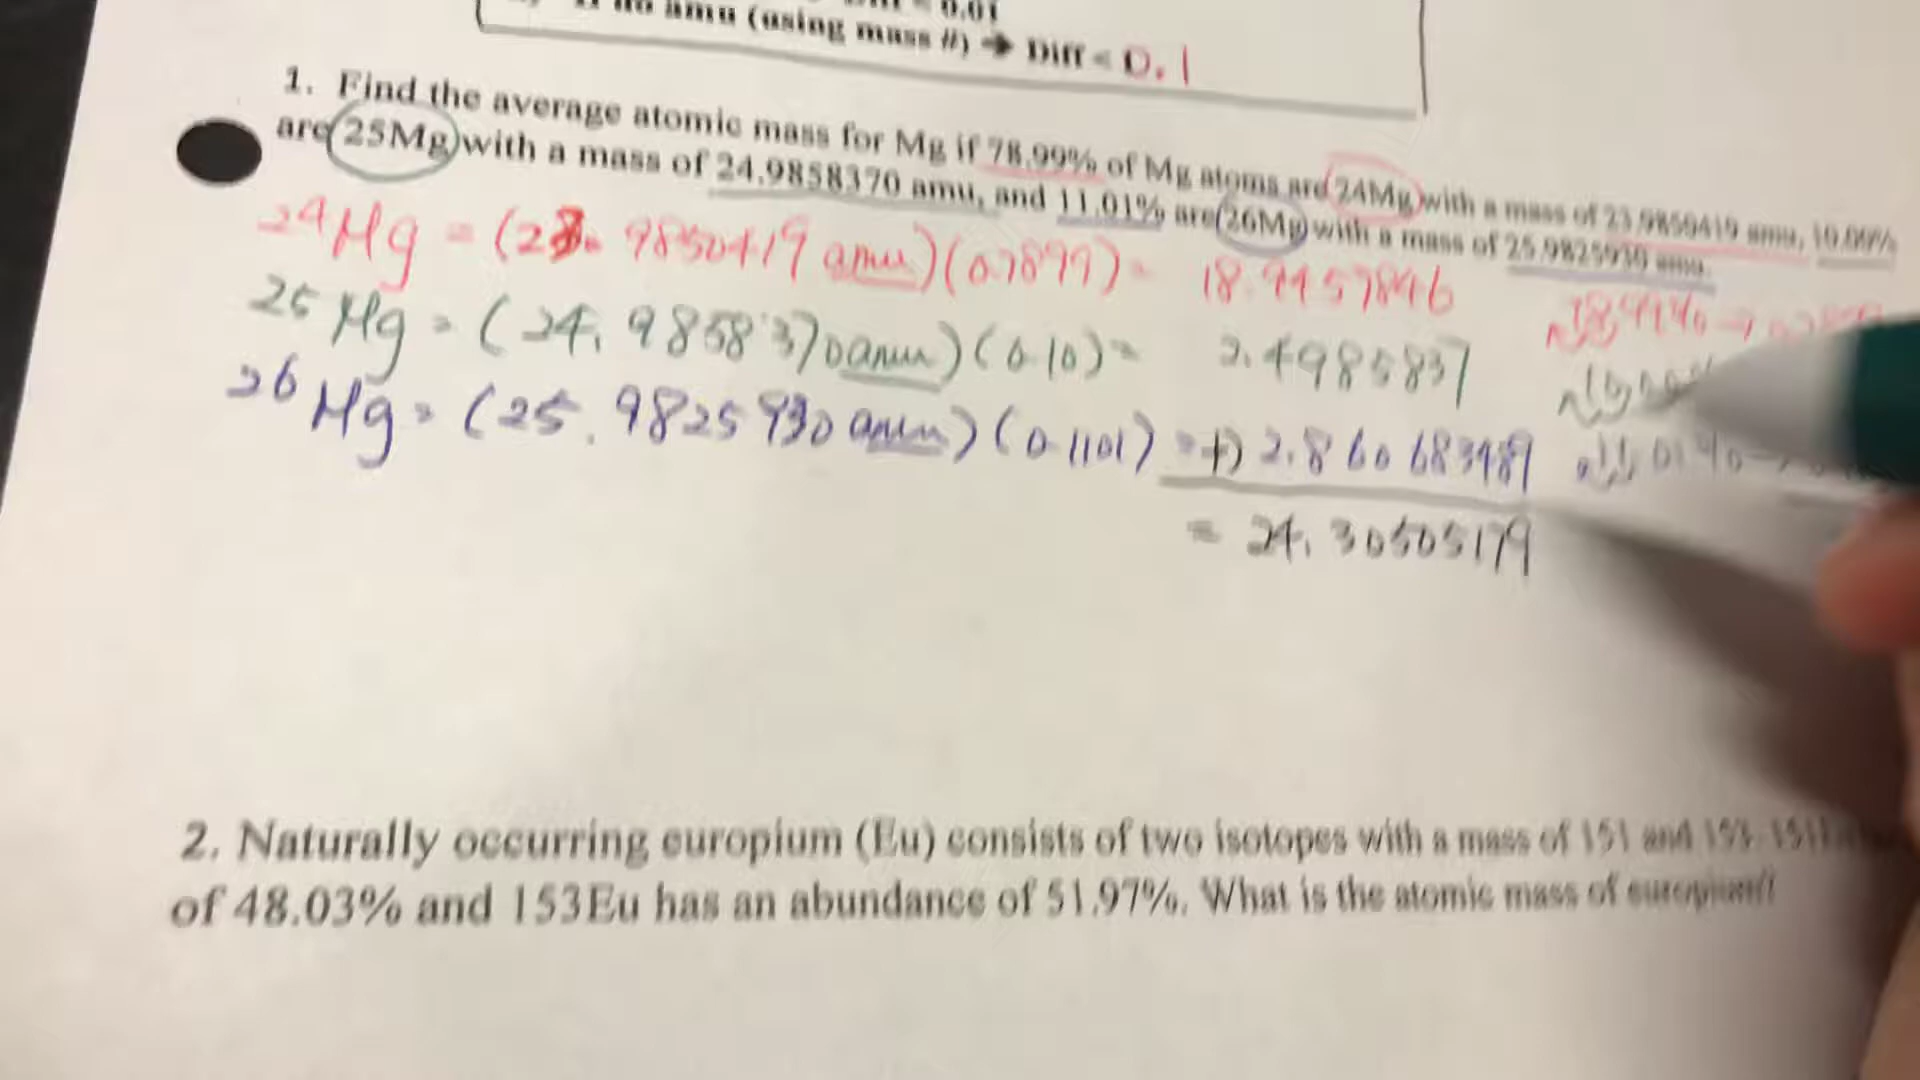 0.01
If no amu (using mass #) → Diff < 0.1
1. Find the average atomic mass for Mg if 78.99% of Mg atoms are 24Mg with a mass of 23.9850419 amu, 10.00%
are 25Mg with a mass of 24.9858370 amu, and 11.01% are 26Mg with a mass of 25.9825930 amu.
24Mg = (23.9850419 amu)(0.7899) = 18.9457846
25Mg = (24.9858370 amu)(0.10) = 2.4985837
26Mg = (25.9825930 amu)(0.1101) = +) 2.860683489
= 24.30505179
2. Naturally occurring europium (Eu) consists of two isotopes with a mass of 151 and 153.
of 48.03% and 153Eu has an abundance of 51.97%. What is the atomic mass of europium?